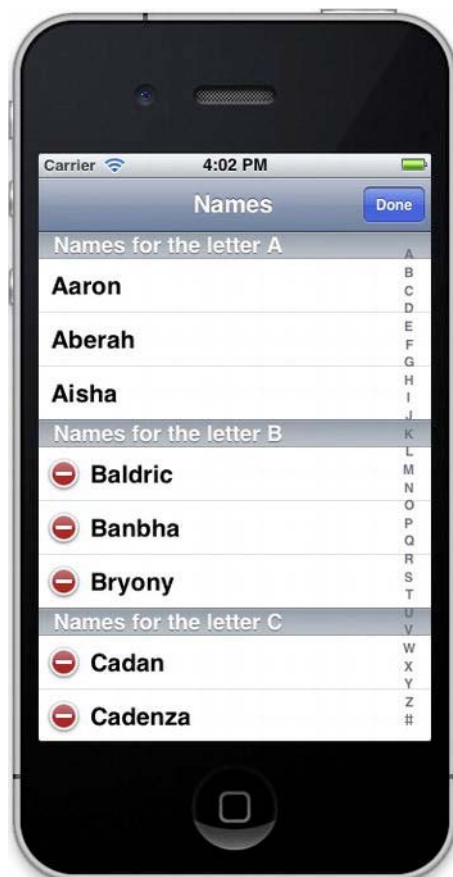 Carrier 4:02 PM
Names Done
Names for the letter A
Aaron
Aberah
Aisha
Names for the letter B
Baldric
Banbha
Bryony
Names for the letter C
Cadan
Cadenza
A
B
C
D
E
F
G
H
I
J
K
L
M
N
O
P
Q
R
S
T
U
V
W
X
Y
Z
#